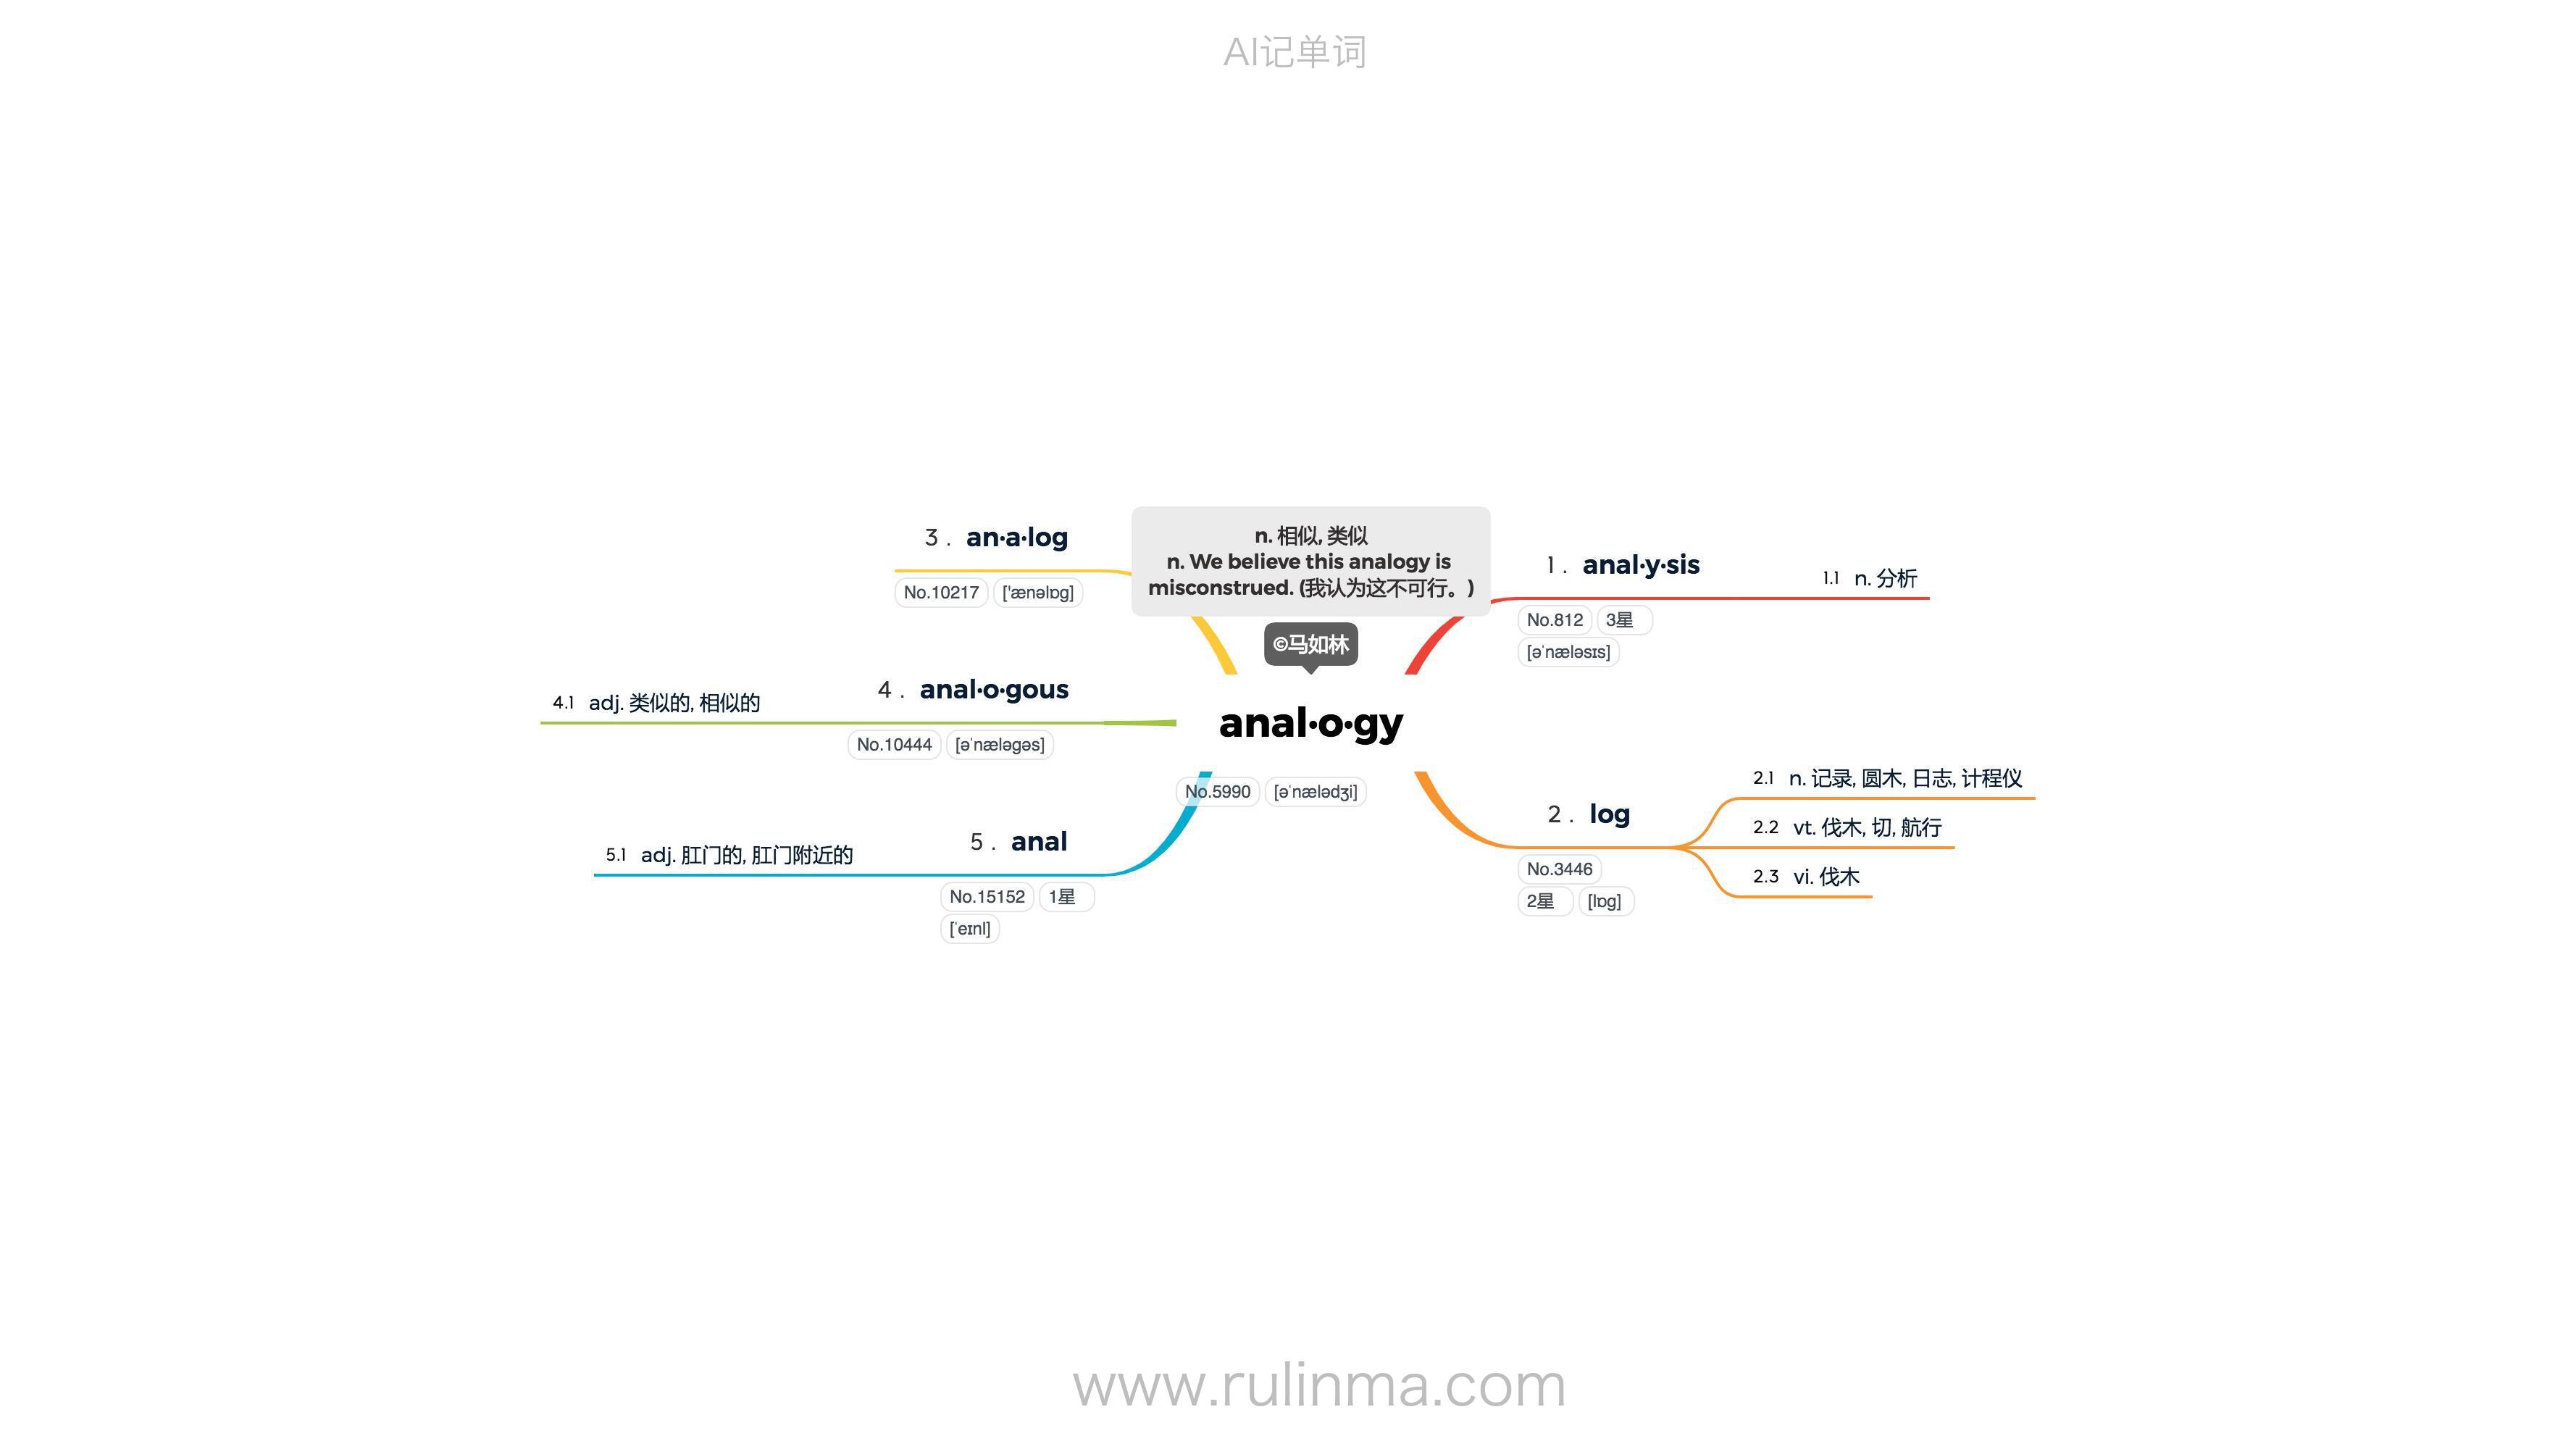 AI记单词
n. 相似, 类似
n. We believe this analogy is
misconstrued. (我认为这不可行。)
©马如林
anal·o·gy
No.5990 [əˈnælədʒi]
1 . anal·y·sis
No.812 3星
[əˈnæləsɪs]
1.1 n. 分析
2 . log
No.3446
2星 [lɒg]
2.1 n. 记录, 圆木, 日志, 计程仪
2.2 vt. 伐木, 切, 航行
2.3 vi. 伐木
3 . an·a·log
No.10217 ['ænəlɒg]
4 . anal·o·gous
No.10444 [əˈnæləgəs]
4.1 adj. 类似的, 相似的
5 . anal
No.15152 1星
[ˈeɪnl]
5.1 adj. 肛门的, 肛门附近的
www.rulinma.com